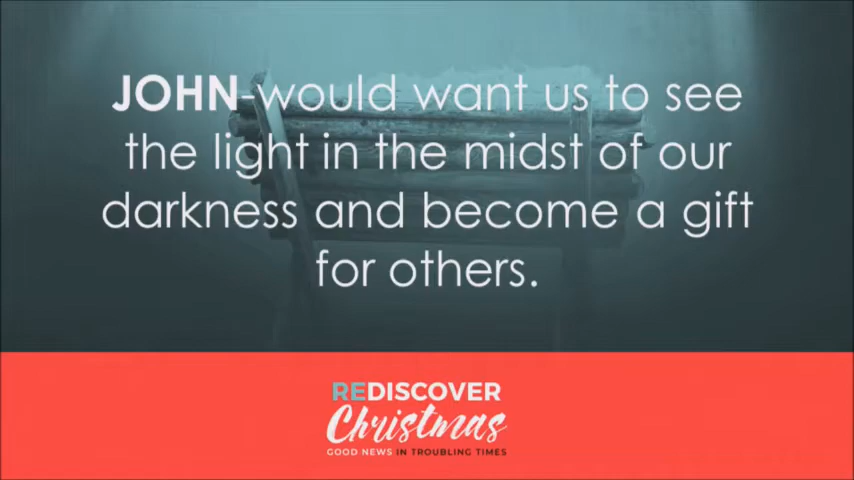 JOHN-would want us to see
the light in the midst of our
darkness and become a gift
for others.
REDISCOVER
Christmas
GOOD NEWS IN TROUBLING TIMES